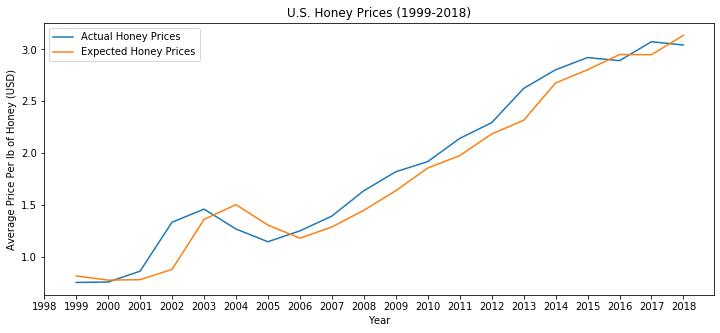 U.S. Honey Prices (1999-2018)
Actual Honey Prices
Expected Honey Prices
Average Price Per lb of Honey (USD)
3.0
2.5
2.0
1.5
1.0
1998 1999 2000 2001 2002 2003 2004 2005 2006 2007 2008 2009 2010 2011 2012 2013 2014 2015 2016 2017 2018
Year